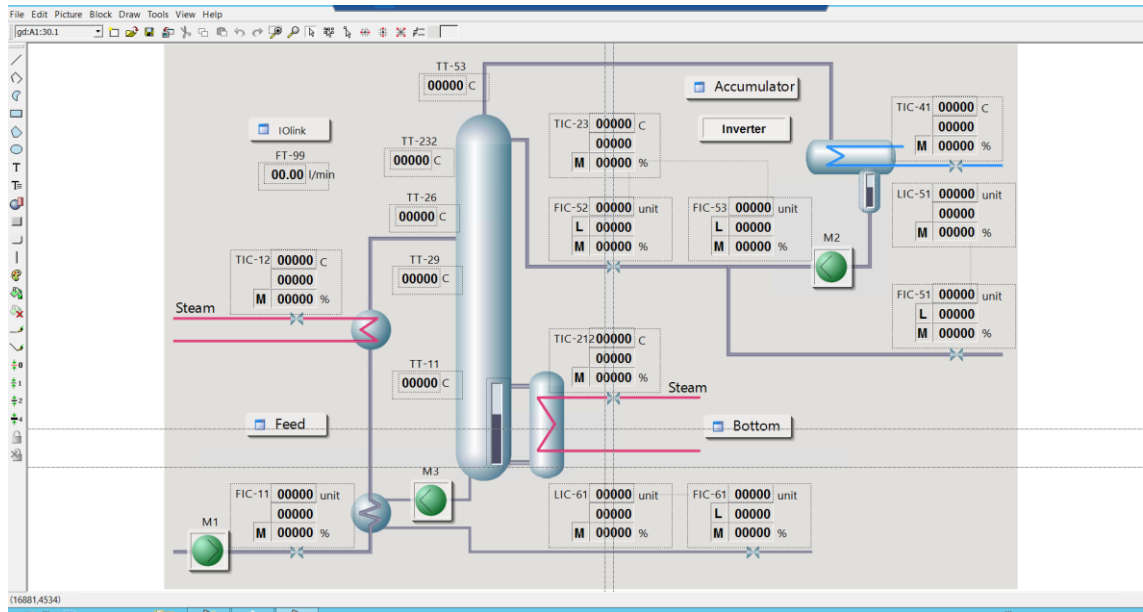 File Edit Picture Block Draw Tools View Help
gd:A1:30.1
T
T=
0
1
2
4
TT-53
00000 C
Accumulator
TIC-41 00000 C
00000
M 00000 %
IOlink
TIC-23 00000 C
00000
M 00000 %
Inverter
FT-99
00.00 l/min
TT-232
00000 C
TT-26
00000 C
FIC-52 00000 unit
L 00000
M 00000 %
FIC-53 00000 unit
L 00000
M 00000 %
LIC-51 00000 unit
00000
M 00000 %
M2
TIC-12 00000 C
00000
M 00000 %
TT-29
00000 C
FIC-51 00000 unit
L 00000
M 00000 %
Steam
TIC-212 00000 C
00000
M 00000 %
TT-11
00000 C
Steam
Feed
Bottom
M3
FIC-11 00000 unit
00000
M 00000 %
LIC-61 00000 unit
00000
M 00000 %
FIC-61 00000 unit
L 00000
M 00000 %
M1
(16881,4534)